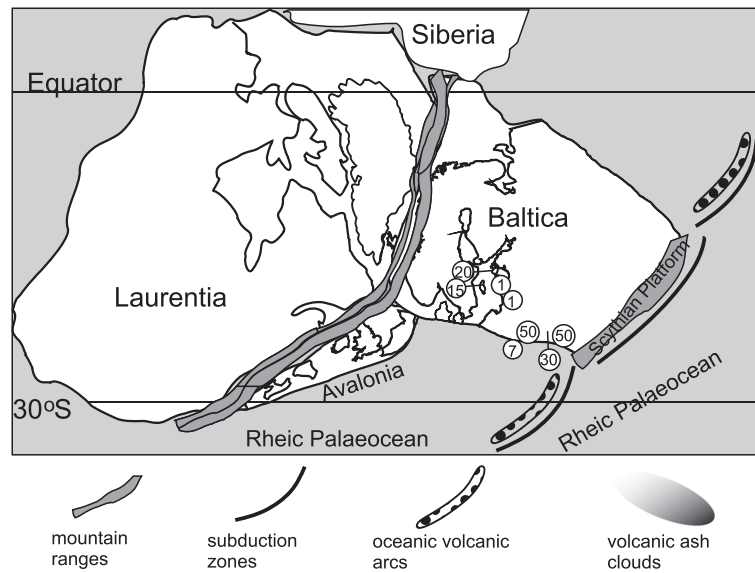 Siberia
Equator
Baltica
Laurentia
20
15
1
1
50
50
7
30
Scythian Platform
Avalonia
30ºS
Rheic Palaeocean
Rheic Palaeocean
mountain
ranges
subduction
zones
oceanic volcanic
arcs
volcanic ash
clouds